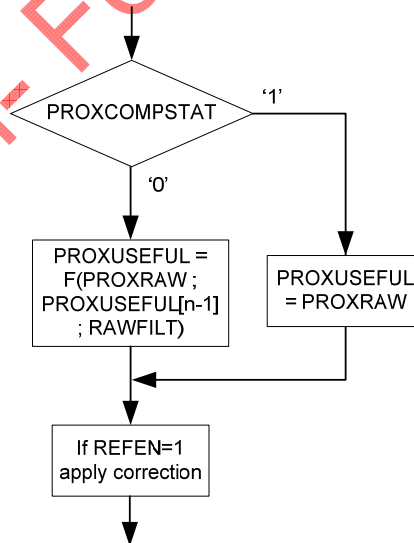 PROXCOMPSTAT
‘1’
‘0’
PROXUSEFUL =
F(PROXRAW ;
PROXUSEFUL[n-1]
; RAWFILT)
PROXUSEFUL
= PROXRAW
If REFEN=1
apply correction